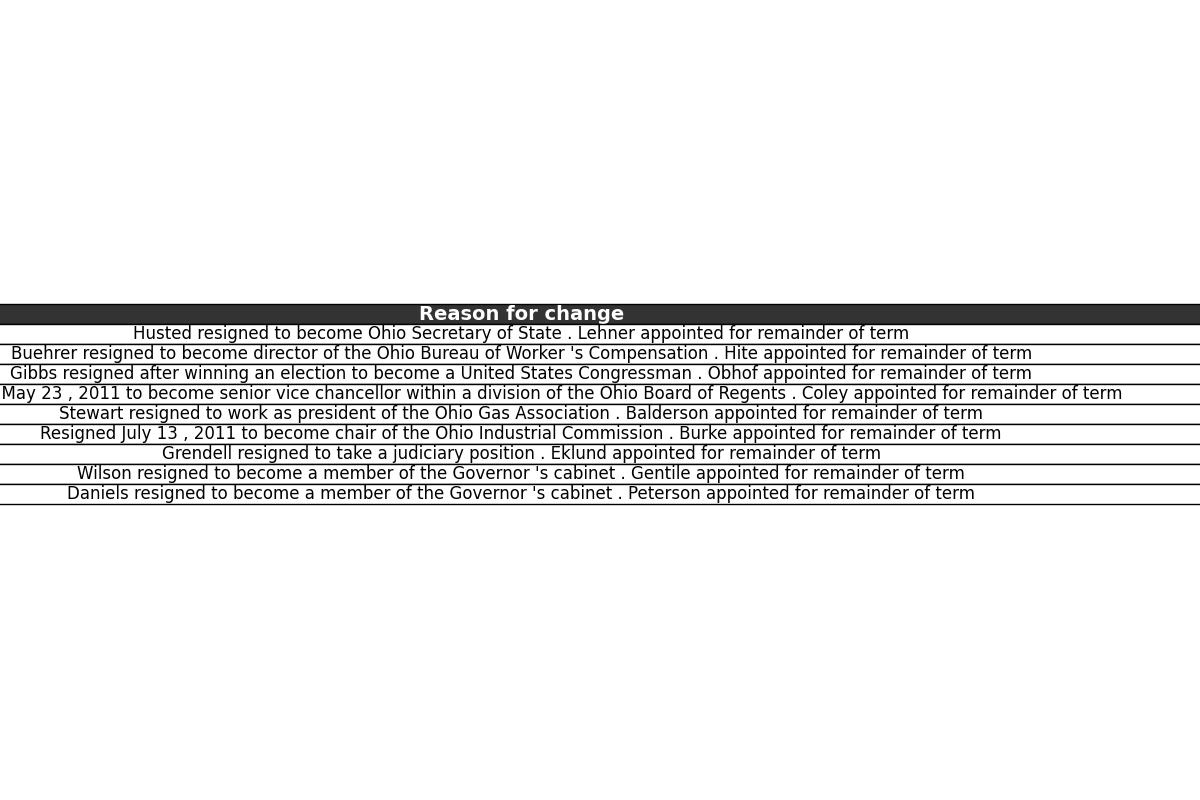 Reason for change
Husted resigned to become Ohio Secretary of State . Lehner appointed for remainder of term
Buehrer resigned to become director of the Ohio Bureau of Worker 's Compensation . Hite appointed for remainder of term
Gibbs resigned after winning an election to become a United States Congressman . Obhof appointed for remainder of term
May 23 , 2011 to become senior vice chancellor within a division of the Ohio Board of Regents . Coley appointed for remainder of term
Stewart resigned to work as president of the Ohio Gas Association . Balderson appointed for remainder of term
Resigned July 13 , 2011 to become chair of the Ohio Industrial Commission . Burke appointed for remainder of term
Grendell resigned to take a judiciary position . Eklund appointed for remainder of term
Wilson resigned to become a member of the Governor 's cabinet . Gentile appointed for remainder of term
Daniels resigned to become a member of the Governor 's cabinet . Peterson appointed for remainder of term